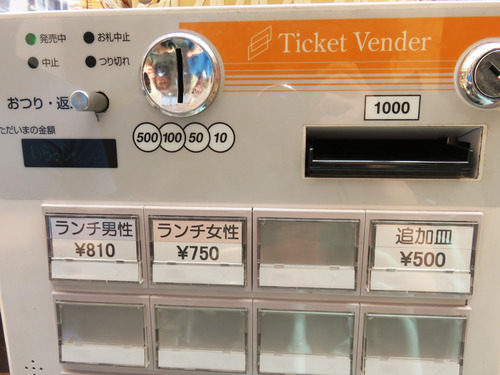 発売中
お札中止
中止
つり切れ
Ticket Vender
おつり・返
ただいまの金額
500 100 50 10
1000
ランチ男性
¥810
ランチ女性
¥750
追加皿
¥500